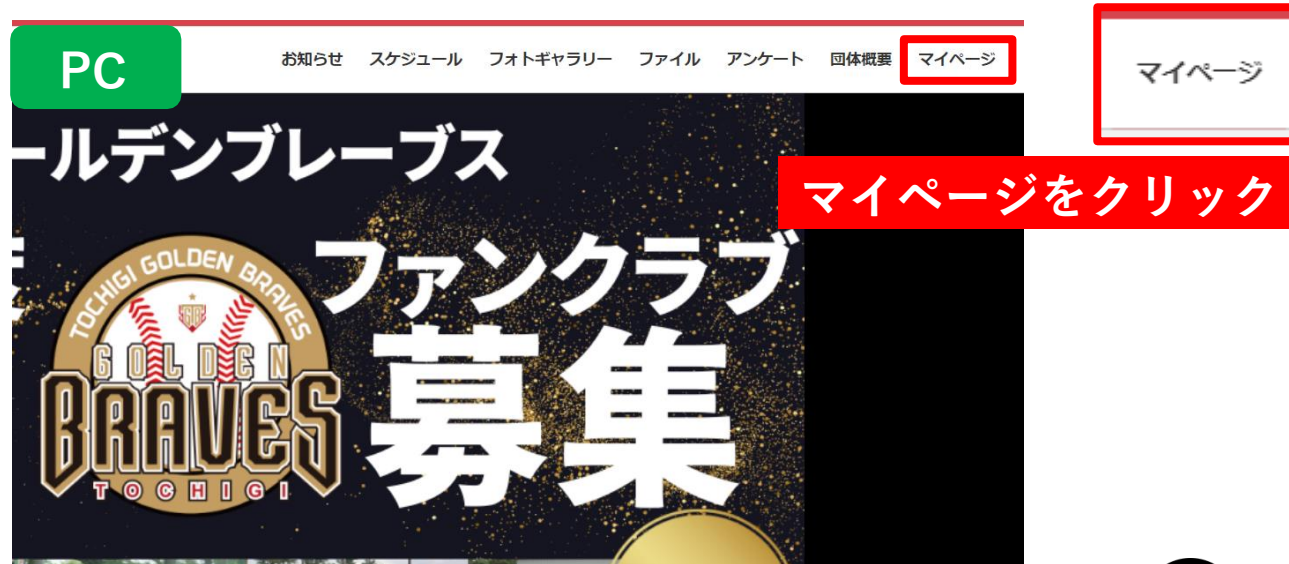 PC
お知らせ スケジュール フォトギャラリー ファイル アンケート 団体概要 マイページ
マイページ
マイページをクリック
ールデンブレーブス
ファンクラブ
募集
TOCHIGI GOLDEN BRAVES
GB
GOLDEN
BRAVES
TOCHIGI